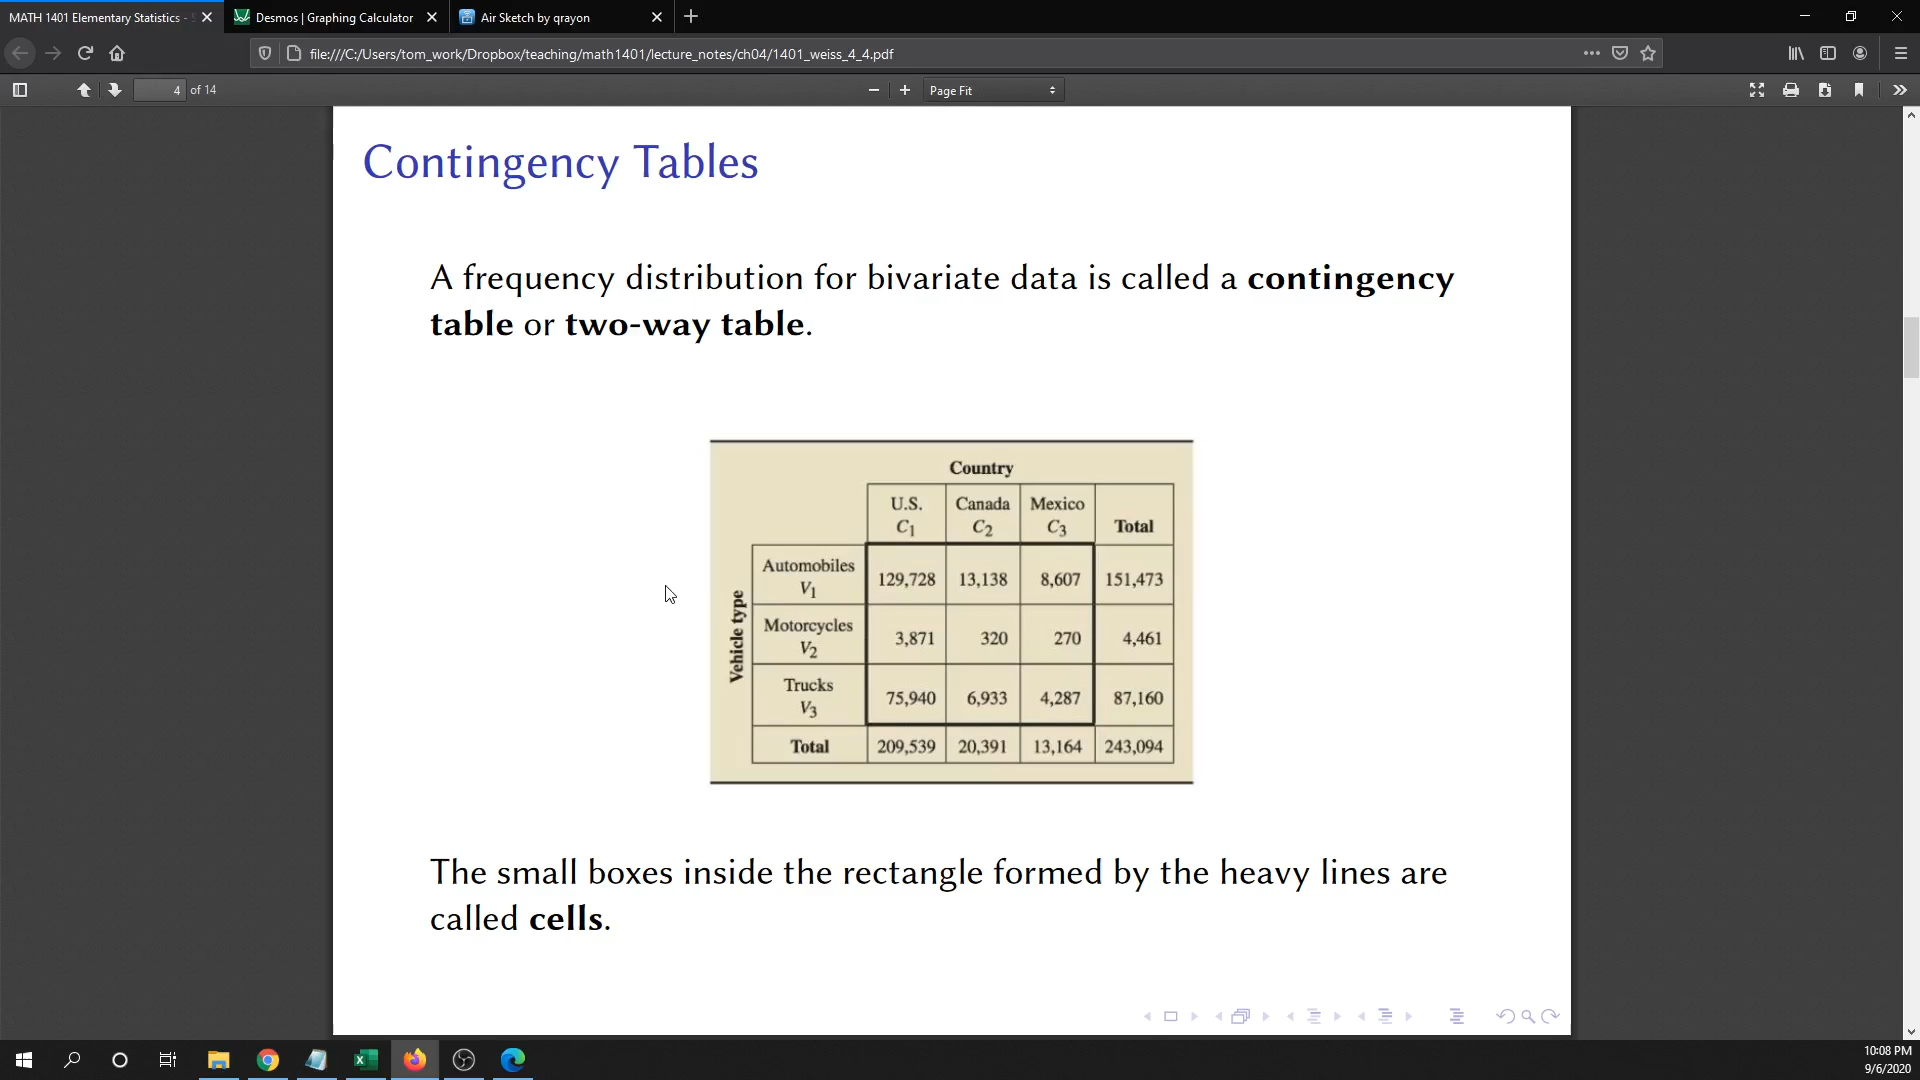 MATH 1401 Elementary Statistics -
Desmos | Graphing Calculator
Air Sketch by qrayon
file:///C:/Users/tom_work/Dropbox/teaching/math1401/lecture_notes/ch04/1401_weiss_4_4.pdf
4 of 14
Page Fit
Contingency Tables
A frequency distribution for bivariate data is called a contingency
table or two-way table.
Country
U.S. Canada Mexico
C1 C2 C3 Total
Vehicle type
Automobiles
V1
129,728 13,138 8,607 151,473
Motorcycles
V2
3,871 320 270 4,461
Trucks
V3
75,940 6,933 4,287 87,160
Total 209,539 20,391 13,164 243,094
The small boxes inside the rectangle formed by the heavy lines are
called cells.
10:08 PM
9/6/2020